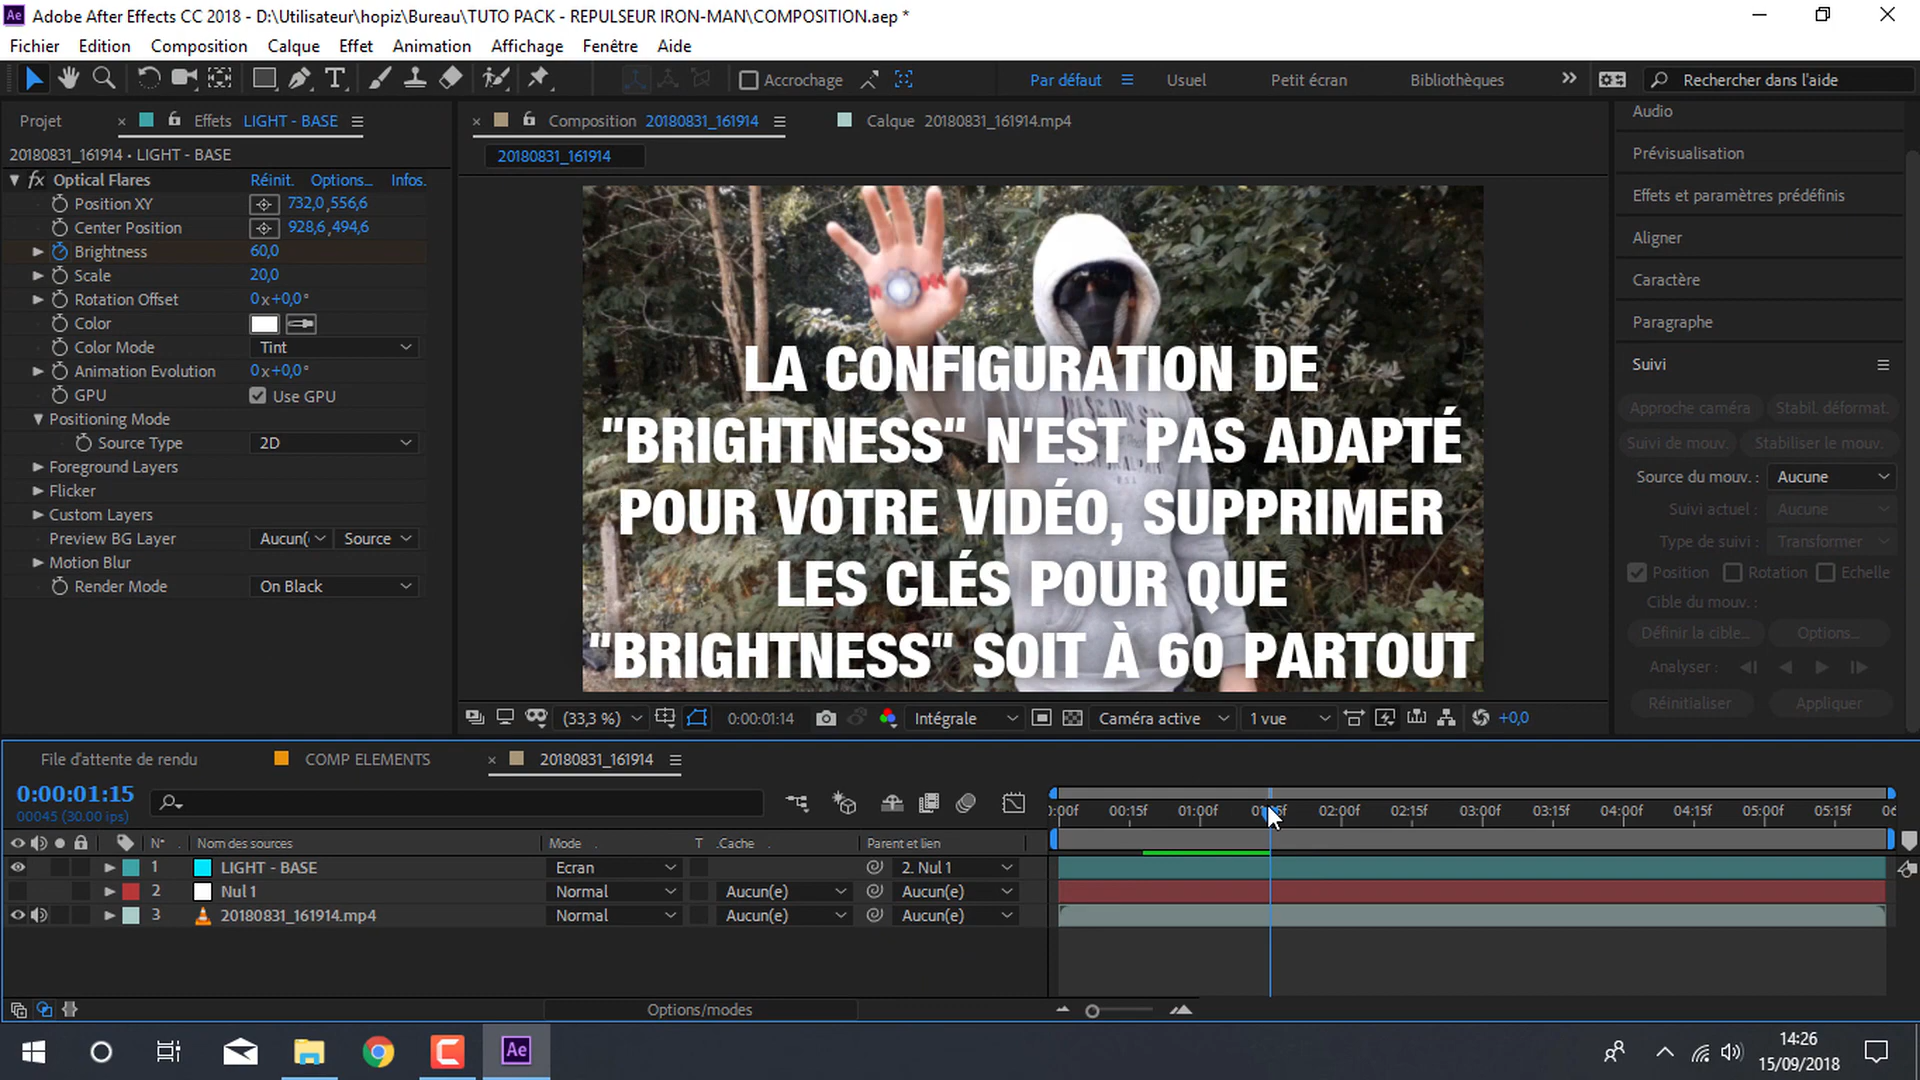 Adobe After Effects CC 2018 - D:\Utilisateur\hopiz\Bureau\TUTO PACK - REPULSEUR IRON-MAN\COMPOSITION.aep *
Fichier Edition Composition Calque Effet Animation Affichage Fenêtre Aide
Accrochage Par défaut Usuel Petit écran Bibliothèques Rechercher dans l'aide
Projet Effets LIGHT - BASE Composition 20180831_161914 Calque 20180831_161914.mp4
20180831_161914 • LIGHT - BASE
20180831_161914
fx Optical Flares Réinit. Options... Infos.
Position XY 732,0,556,6
Center Position 928,6,494,6
Brightness 60,0
Scale 20,0
Rotation Offset 0x+0,0°
Color
Color Mode Tint
Animation Evolution 0x+0,0°
GPU Use GPU
Positioning Mode
Source Type 2D
Foreground Layers
Flicker
Custom Layers
Preview BG Layer Aucun( Source
Motion Blur
Render Mode On Black
LA CONFIGURATION DE
"BRIGHTNESS" N'EST PAS ADAPTÉ
POUR VOTRE VIDÉO, SUPPRIMER
LES CLÉS POUR QUE
"BRIGHTNESS" SOIT À 60 PARTOUT
Audio
Prévisualisation
Effets et paramètres prédéfinis
Aligner
Caractère
Paragraphe
Suivi
Approche caméra Stabil. déformat.
Suivi de mouv. Stabiliser le mouv.
Source du mouv. : Aucune
Suivi actuel : Aucune
Type de suivi : Transformer
Position Rotation Echelle
Cible du mouv. :
Définir la cible... Options...
Analyser :
Réinitialiser Appliquer
(33,3 %) 0:00:01:14 Intégrale Caméra active 1 vue +0,0
File d'attente de rendu COMP ELEMENTS 20180831_161914
0:00:01:15
00045 (30.00 ips)
:00f 00:15f 01:00f 02:00f 02:15f 03:00f 03:15f 04:00f 04:15f 05:00f 05:15f
N° Nom des sources Mode T .Cache Parent et lien
1 LIGHT - BASE Ecran 2. Nul 1
2 Nul 1 Normal Aucun(e) Aucun(e)
3 20180831_161914.mp4 Normal Aucun(e) Aucun(e)
Options/modes
Ae
14:26
15/09/2018